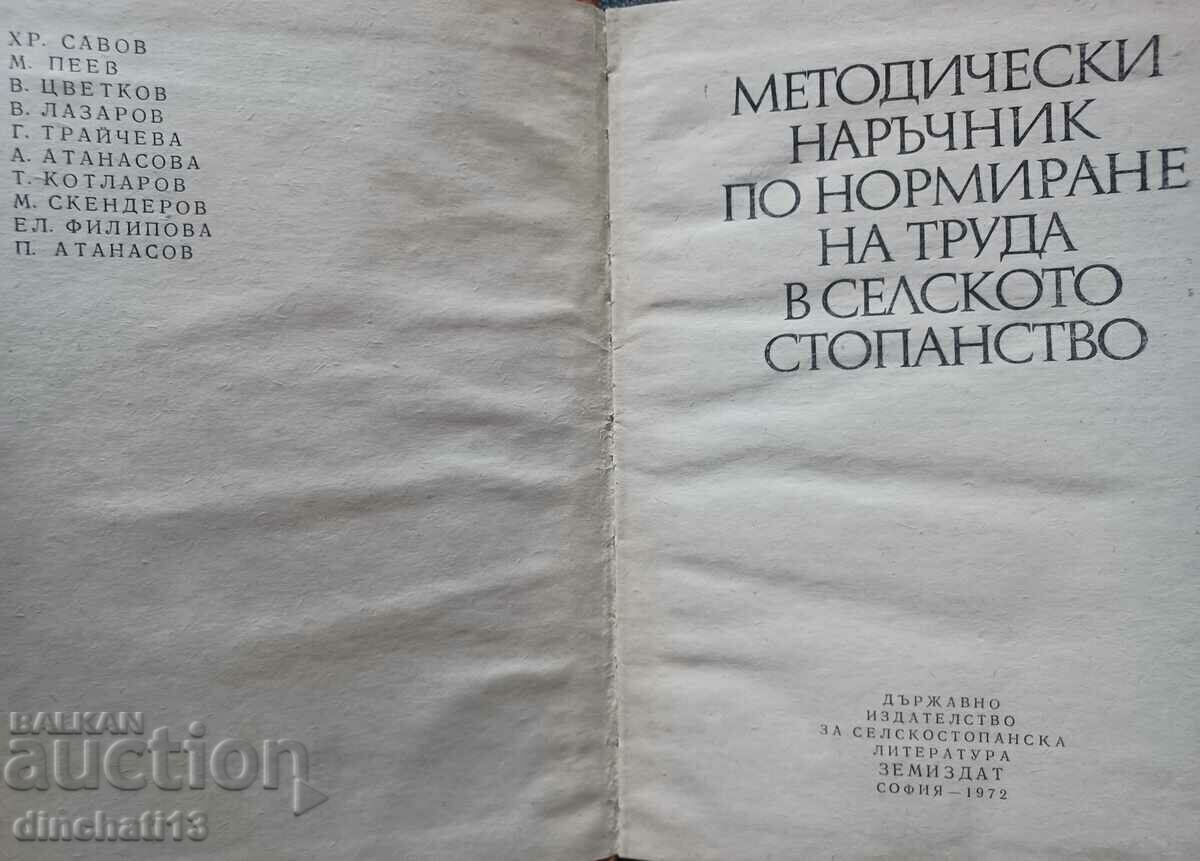 ХР. САВОВ
М. ПЕЕВ
В. ЦВЕТКОВ
В. ЛАЗАРОВ
Г. ТРАЙЧЕВА
А. АТАНАСОВА
Т. КОТЛАРОВ
М. СКЕНДЕРОВ
ЕЛ. ФИЛИПОВА
П. АТАНАСОВ
МЕТОДИЧЕСКИ
НАРЪЧНИК
ПО НОРМИРАНЕ
НА ТРУДА
В СЕЛСКОТО
СТОПАНСТВО
ДЪРЖАВНО
ИЗДАТЕЛСТВО
ЗА СЕЛСКОСТОПАНСКА
ЛИТЕРАТУРА
ЗЕМИЗДАТ
СОФИЯ — 1972
BALKAN
auction
dinchati13